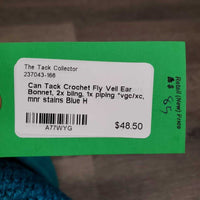 The Tack Collector
237043-166
Can Tack Crochet Fly Veil Ear
Bonnet, 2x bling, 1x piping *vgc/xc,
mnr stains Blue H
A77WYG
$48.50
Retail (New) Price
85